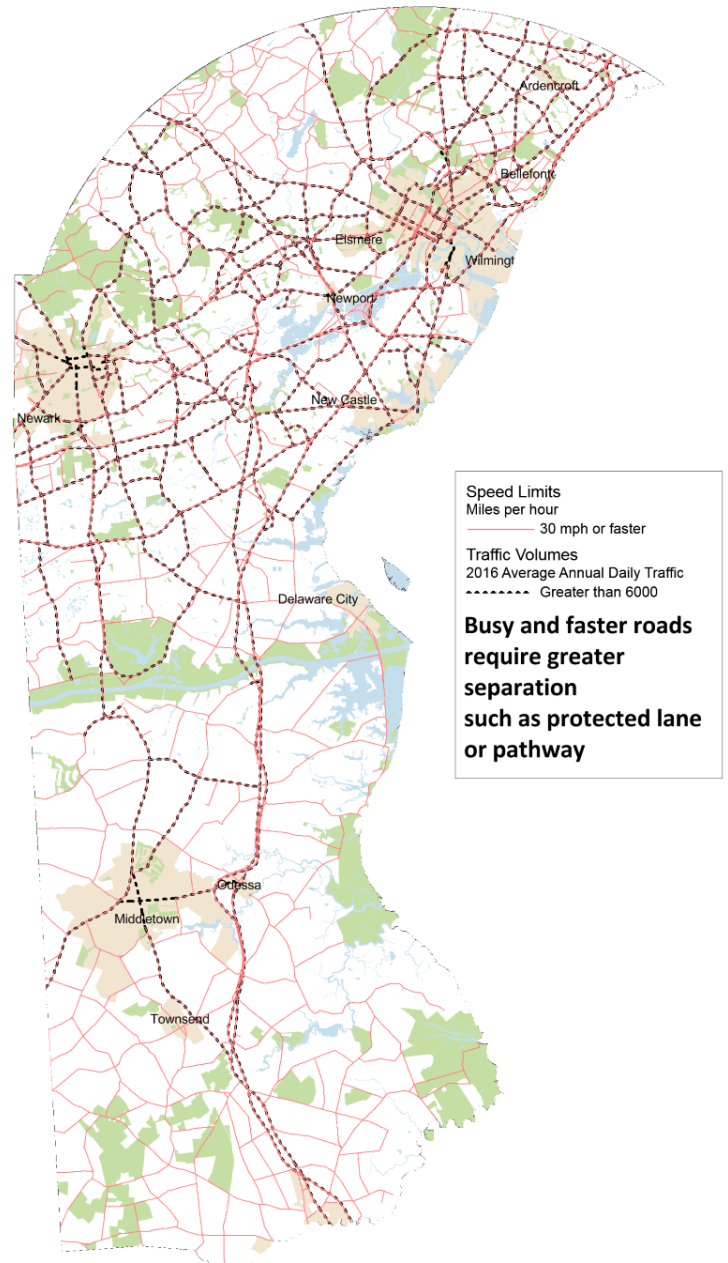 Ardencroft
Bellefonte
Elsmere
Wilmingt
Newport
New Castle
Newark
Speed Limits
Miles per hour
30 mph or faster
Traffic Volumes
2016 Average Annual Daily Traffic
Greater than 6000
Busy and faster roads
require greater
separation
such as protected lane
or pathway
Delaware City
Odessa
Middletown
Townsend